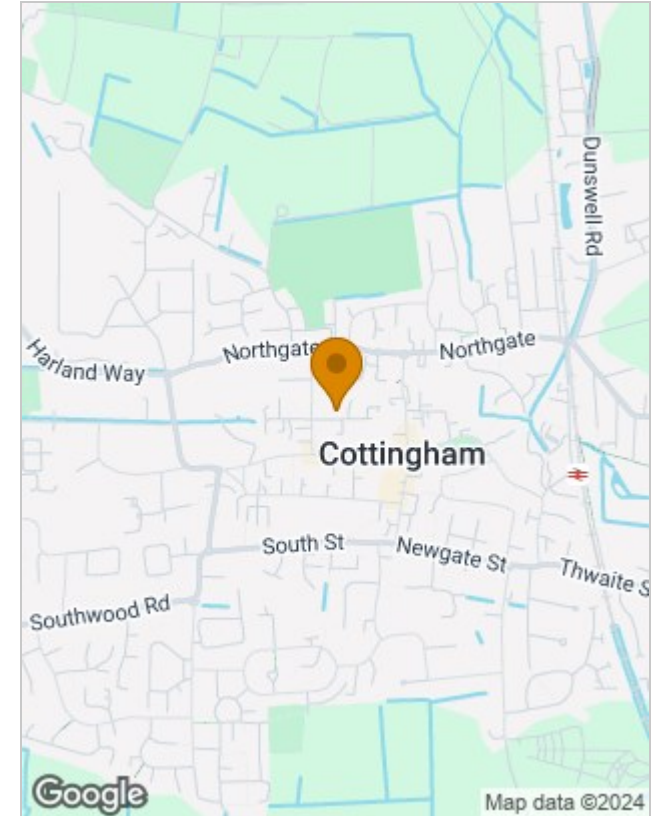 Dunswell Rd
Northgate
Northgate
Harland Way
Cottingham
South St
Newgate St
Thwaite S
Southwood Rd
Google
Map data ©2024